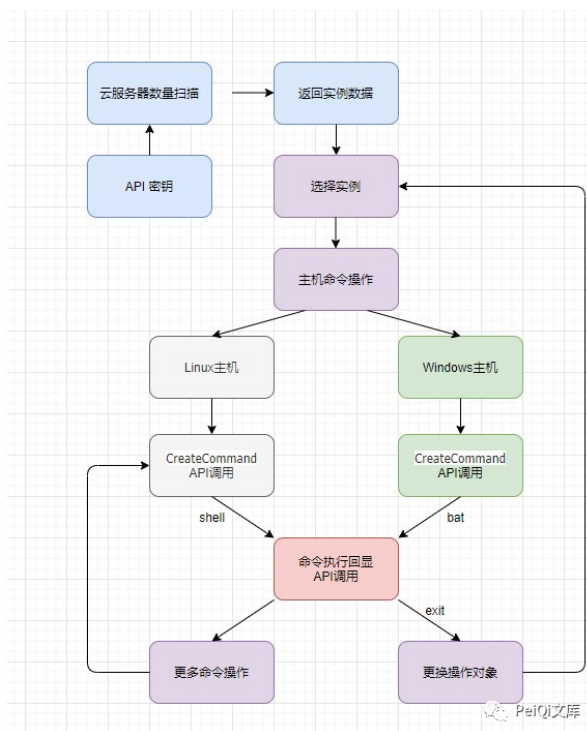 云服务器数量扫描
返回实例数据
API 密钥
选择实例
主机命令操作
Linux主机
Windows主机
CreateCommand
API调用
CreateCommand
API调用
shell
bat
命令执行回显
API调用
exit
更多命令操作
更换操作对象
PeiQi文库